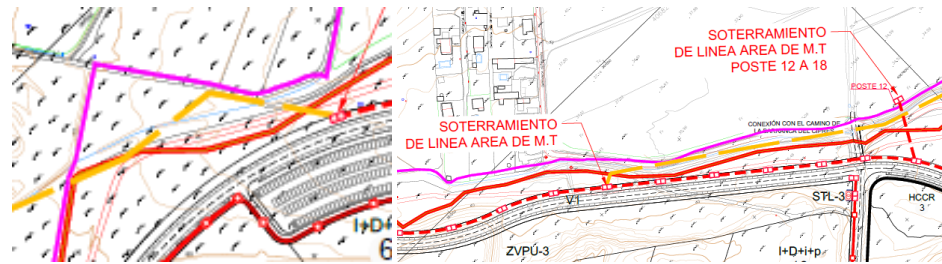 I+D+
6
SOTERRAMIENTO
DE LINEA AREA DE M.T
POSTE 12 A 18
POSTE 12
CONEXIÓN CON EL CAMINO DE
SOTERRAMIENTO
DE LINEA AREA DE M.T
V-I
STL-3
HCCR
3
ZVPÚ-3
I+D+i+p